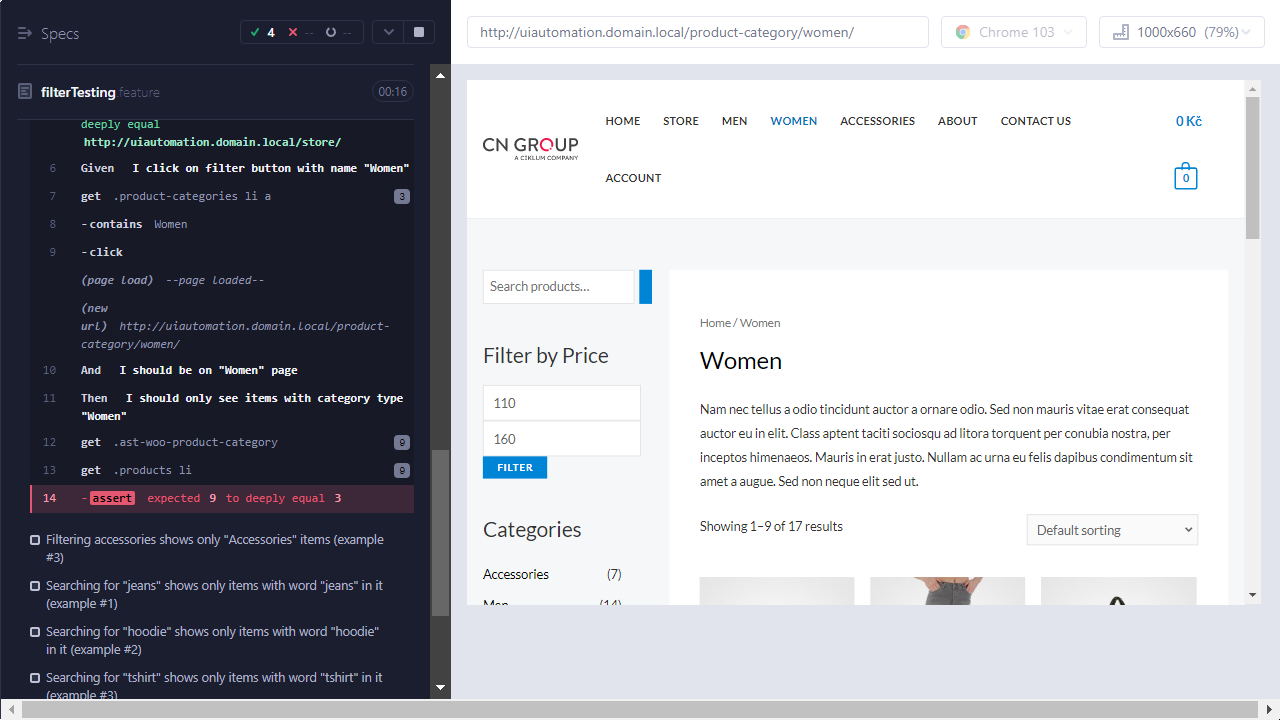 Specs
4
--
--
filterTesting.feature
00:16
deeply equal
http://uiautomation.domain.local/store/
6 Given I click on filter button with name "Women"
7 get .product-categories li a 3
8 -contains Women
9 -click
(page load) --page loaded--
(new
url) http://uiautomation.domain.local/product-
category/women/
10 And I should be on "Women" page
11 Then I should only see items with category type
"Women"
12 get .ast-woo-product-category 9
13 get .products li 9
14 -assert expected 9 to deeply equal 3
Filtering accessories shows only "Accessories" items (example
#3)
Searching for "jeans" shows only items with word "jeans" in it
(example #1)
Searching for "hoodie" shows only items with word "hoodie"
in it (example #2)
Searching for "tshirt" shows only items with word "tshirt" in it
(example #3)
http://uiautomation.domain.local/product-category/women/
Chrome 103
1000x660 (79%)
HOME STORE MEN WOMEN ACCESSORIES ABOUT CONTACT US
0 Kč
CN GROUP
A CIKLUM COMPANY
ACCOUNT
0
Search products...
Filter by Price
110
160
FILTER
Categories
Accessories (7)
Men (14)
Home / Women
Women
Nam nec tellus a odio tincidunt auctor a ornare odio. Sed non mauris vitae erat consequat
auctor eu in elit. Class aptent taciti sociosqu ad litora torquent per conubia nostra, per
inceptos himenaeos. Mauris in erat justo. Nullam ac urna eu felis dapibus condimentum sit
amet a augue. Sed non neque elit sed ut.
Showing 1–9 of 17 results
Default sorting